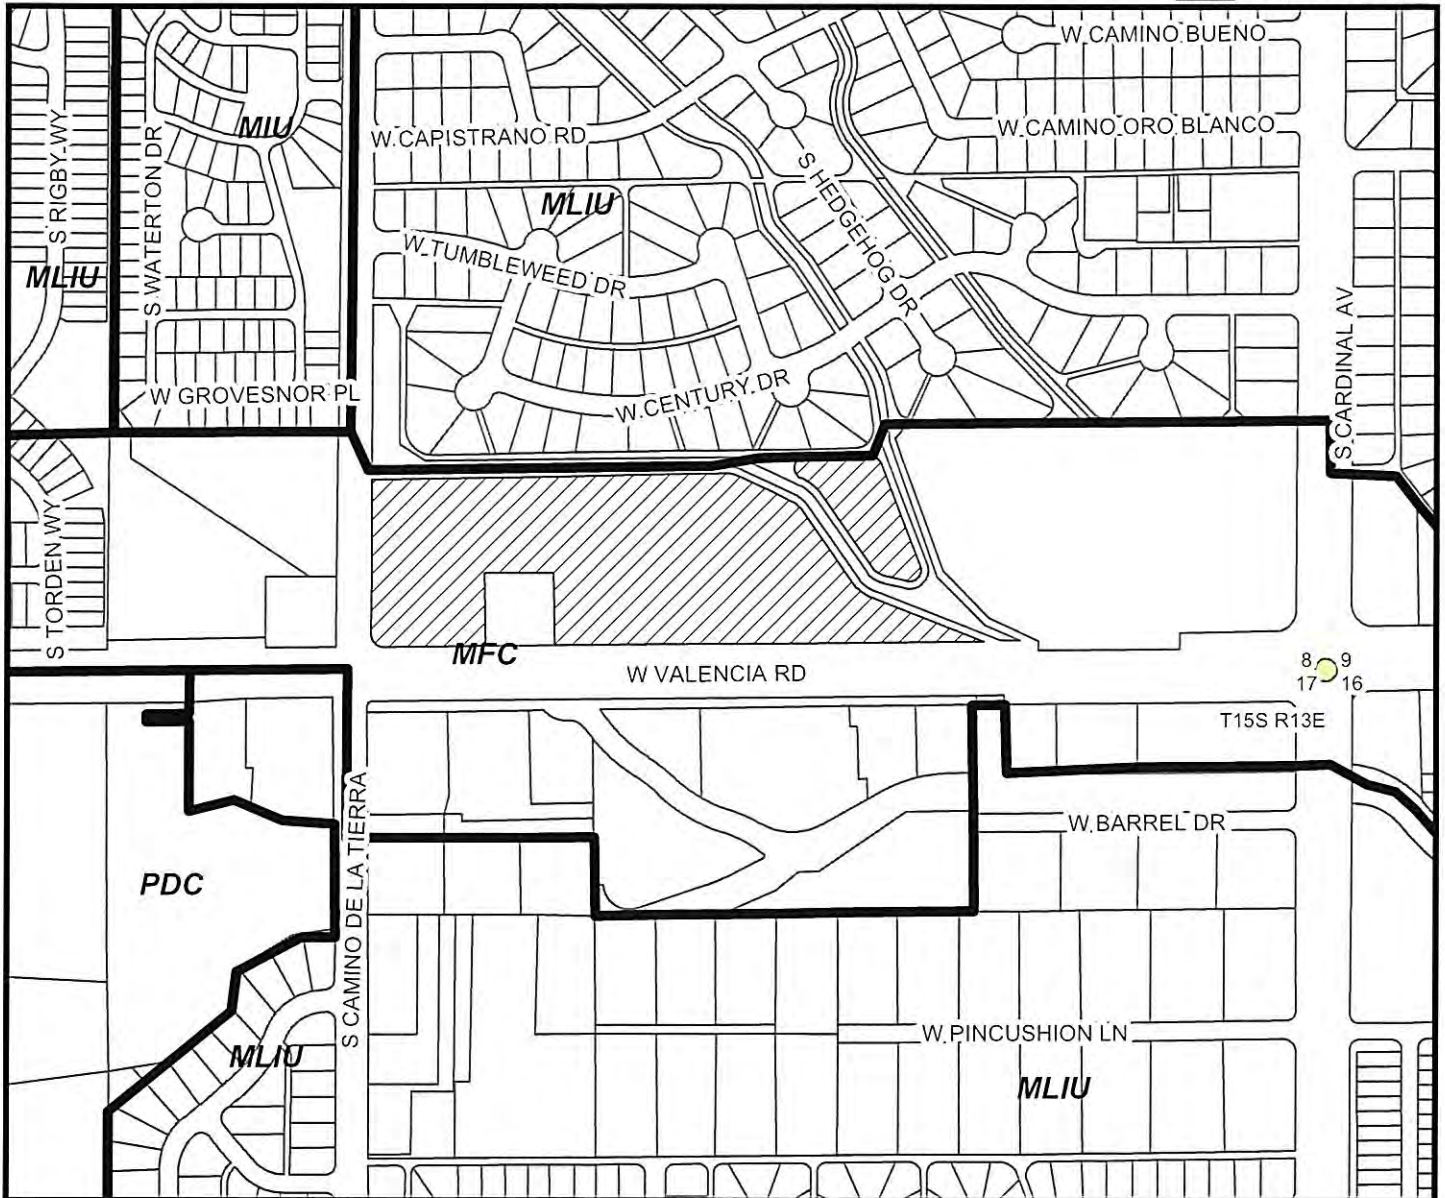 W CAMINO BUENO
W CAPISTRANO RD
MIU
W CAMINO ORO BLANCO
S RIGBY WY
S WATERTON DR
MLIU
S HEDGEHOG DR
W TUMBLEWEED DR
MLIU
S CARDINAL AV
W GROVESNOR PL
W CENTURY DR
S TORDEN WY
MFC
W VALENCIA RD
8 9
17 16
T15S R13E
W BARREL DR
S CAMINO DE LA TIERRA
PDC
W PINCUSHION LN
MLIU
MLIU